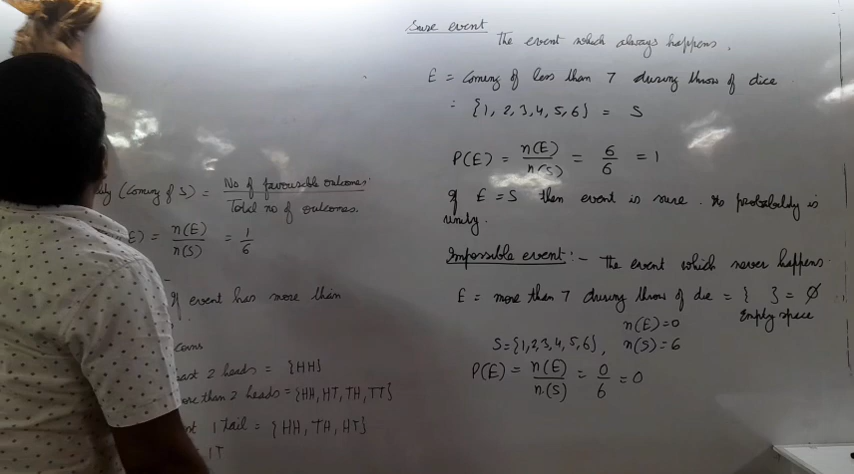 Sure event
The event which always happens.
E = Coming of less than 7 during throw of dice
= {1, 2, 3, 4, 5, 6} = S
P(E) = n(E)/n(S) = 6/6 = 1
If E = S then event is sure. Its probability is
unity.
Impossible event :- The event which never happens.
E = more than 7 during throw of die = { } = Ø
Empty space
n(E)=0
S={1,2,3,4,5,6}, n(S)=6
P(E) = n(E)/n.(S) = 0/6 = 0
(Coming of 5) = No of favourable outcomes. / Total no of outcomes.
E) = n(E)/n(S) = 1/6
If event has more than
coins
2 heads = {HH}
more than 2 heads = {HH, HT, TH, TT}
1 tail = {HH, TH, HT}
1T